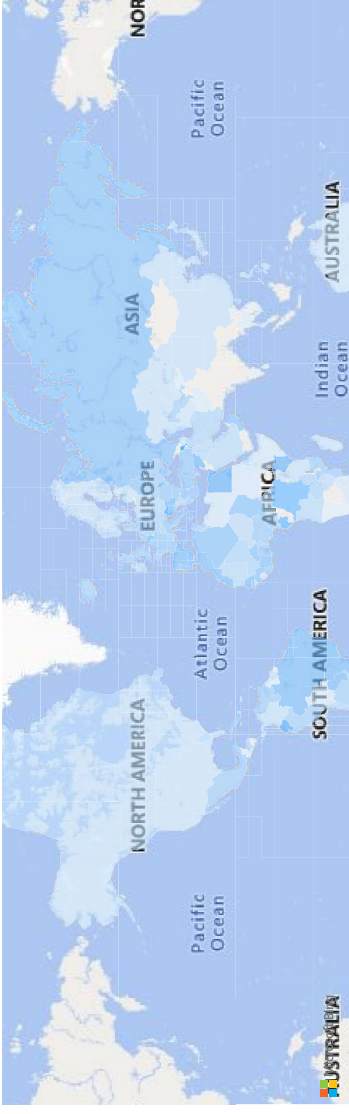 NORTH AMERICA
EUROPE
ASIA
NOR
Pacific
Ocean
Atlantic
Ocean
Pacific
Ocean
AFRICA
SOUTH AMERICA
Indian
Ocean
AUSTRALIA
USTRALIA